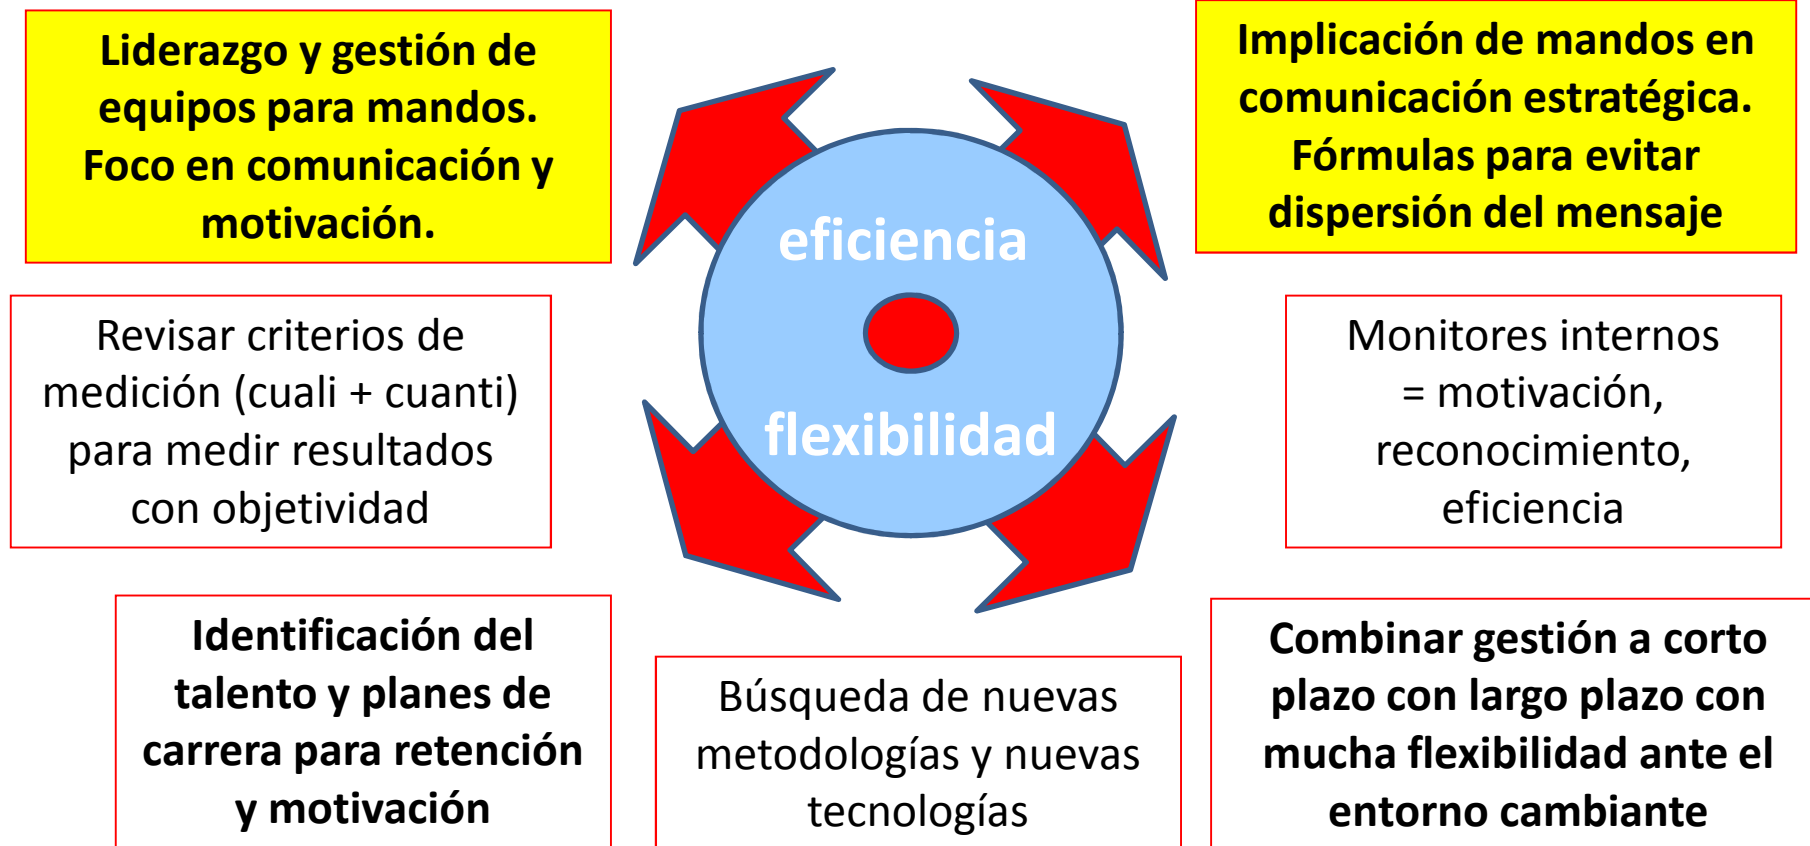 Liderazgo y gestión de
equipos para mandos.
Foco en comunicación y
motivación.
Implicación de mandos en
comunicación estratégica.
Fórmulas para evitar
dispersión del mensaje
eficiencia
flexibilidad
Revisar criterios de
medición (cuali + cuanti)
para medir resultados
con objetividad
Monitores internos
= motivación,
reconocimiento,
eficiencia
Identificación del
talento y planes de
carrera para retención
y motivación
Búsqueda de nuevas
metodologías y nuevas
tecnologías
Combinar gestión a corto
plazo con largo plazo con
mucha flexibilidad ante el
entorno cambiante